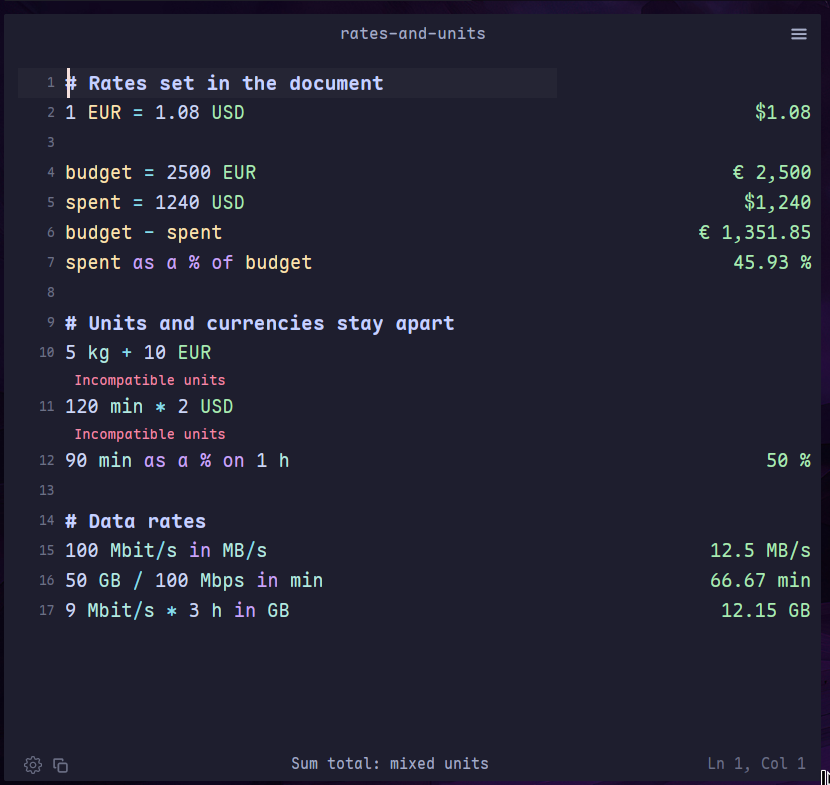 rates-and-units
1 # Rates set in the document
2 1 EUR = 1.08 USD $1.08
3
4 budget = 2500 EUR € 2,500
5 spent = 1240 USD $1,240
6 budget - spent € 1,351.85
7 spent as a % of budget 45.93 %
8
9 # Units and currencies stay apart
10 5 kg + 10 EUR
Incompatible units
11 120 min * 2 USD
Incompatible units
12 90 min as a % on 1 h 50 %
13
14 # Data rates
15 100 Mbit/s in MB/s 12.5 MB/s
16 50 GB / 100 Mbps in min 66.67 min
17 9 Mbit/s * 3 h in GB 12.15 GB
Sum total: mixed units Ln 1, Col 1